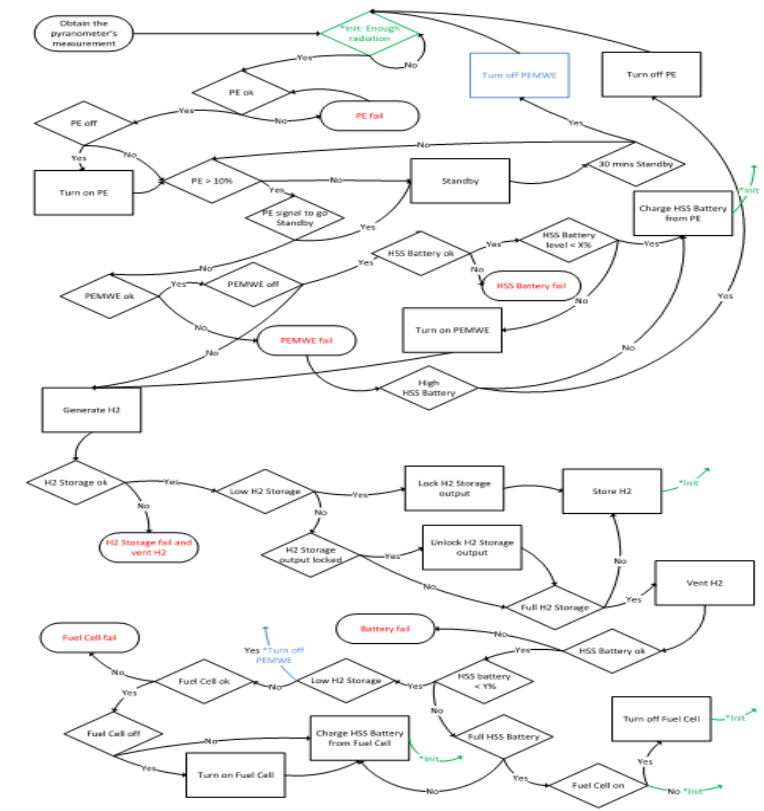 Obtain the
pyranometer's
measurement
*Init: Enough
radiation
No
Yes
PE ok
Yes
No
PE fail
Turn off PEMWE
Turn off PE
PE off
Yes
No
Yes
No
Turn on PE
PE > 10%
No
Yes
Standby
30 mins Standby
PE signal to go
Standby
Yes
No
Charge HSS Battery
from PE
*Init
HSS Battery ok
Yes
No
HSS Battery
level < X%
Yes
No
HSS Battery fail
PEMWE ok
Yes
No
PEMWE off
Yes
No
PEMWE fail
Turn on PEMWE
High
HSS Battery
No
Yes
Generate H2
H2 Storage ok
Yes
No
H2 Storage fail and
vent H2
Low H2 Storage
Yes
No
Lock H2 Storage
output
Store H2
*Init
H2 Storage
output locked
Yes
No
Unlock H2 Storage
output
Full H2 Storage
No
Yes
Vent H2
HSS Battery ok
No
Yes
Battery fail
HSS battery
< Y%
Yes
No
Low H2 Storage
Yes *Turn off
PEMWE
No
Fuel Cell ok
No
Yes
Fuel Cell fail
Fuel Cell off
No
Yes
Turn on Fuel Cell
Charge HSS Battery
from Fuel Cell
*Init
Full HSS Battery
No
Yes
Fuel Cell on
Yes
No *Init
Turn off Fuel Cell
*Init